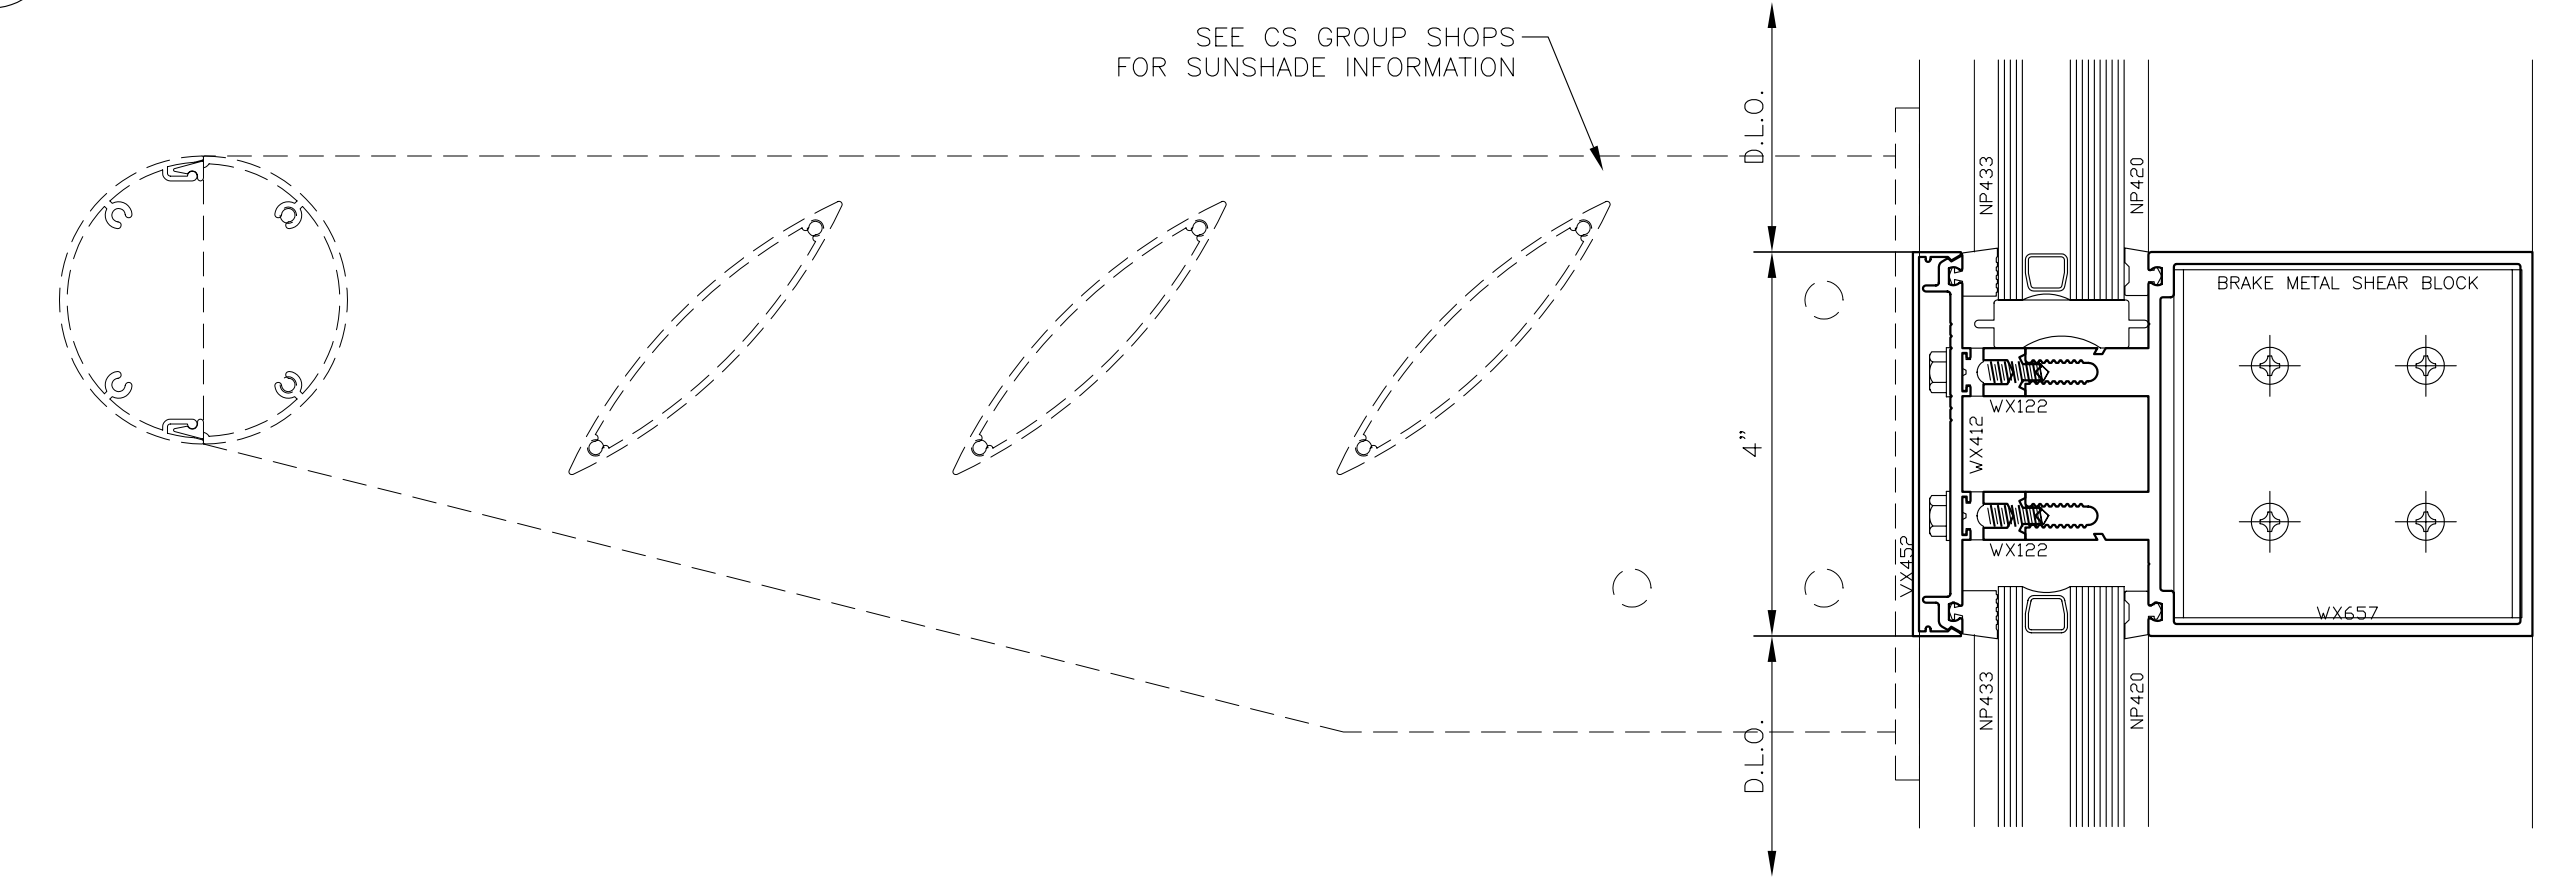 SEE CS GROUP SHOPS
FOR SUNSHADE INFORMATION
D.L.O.
NP433
NP420
BRAKE METAL SHEAR BLOCK
WX122
WX412
4"
WX122
VX452
WX657
NP433
NP420
D.L.O.